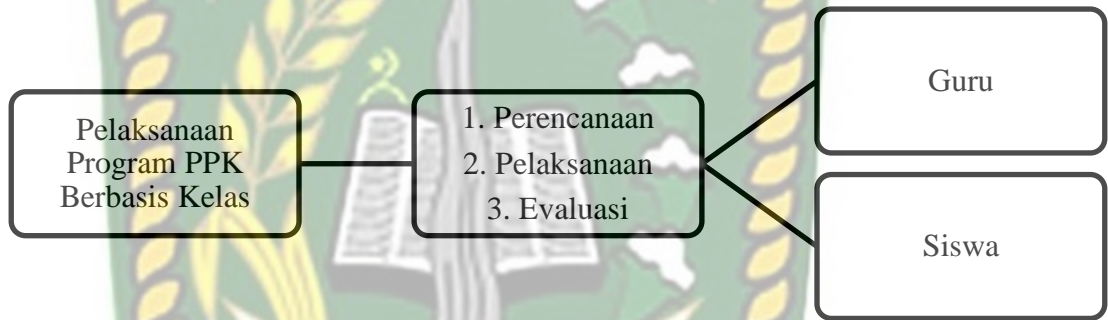 Pelaksanaan
Program PPK
Berbasis Kelas
1. Perencanaan
2. Pelaksanaan
3. Evaluasi
Guru
Siswa